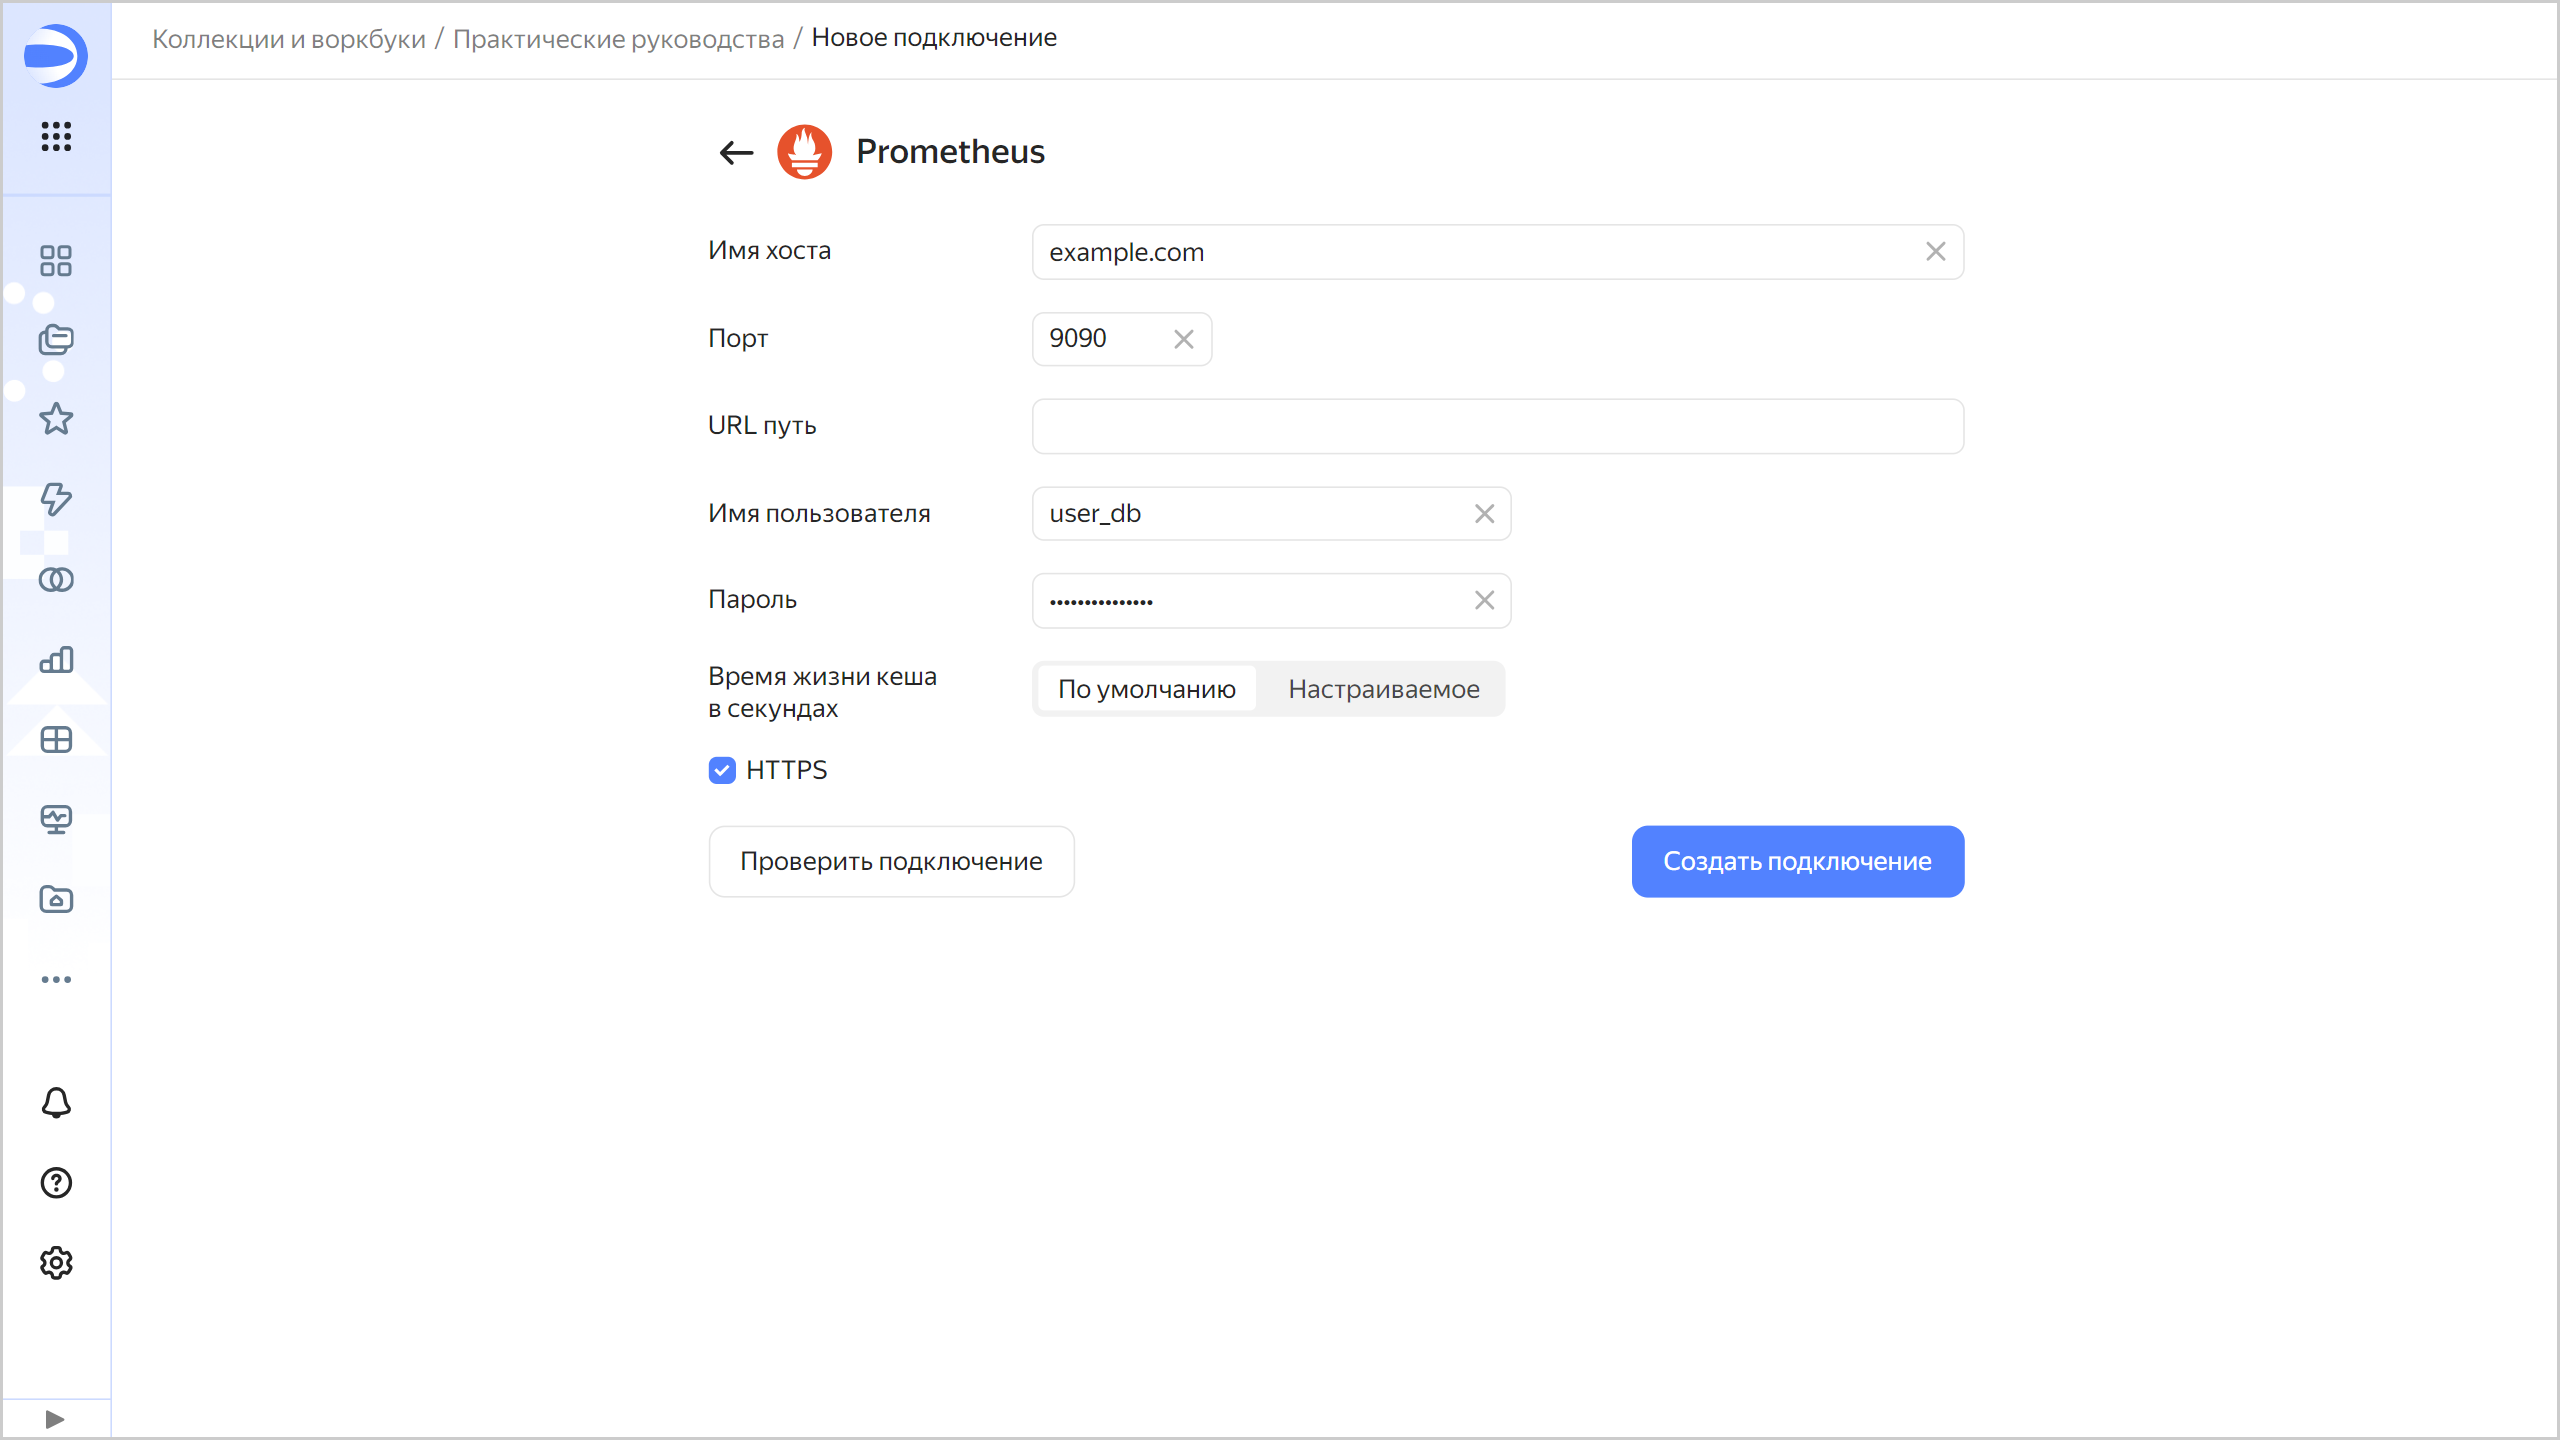 Коллекции и воркбуки / Практические руководства / Новое подключение
Prometheus
Имя хоста
example.com
Порт
9090
URL путь
Имя пользователя
user_db
Пароль
•••••••••••••••
Время жизни кеша
в секундах
По умолчанию
Настраиваемое
HTTPS
Проверить подключение
Создать подключение